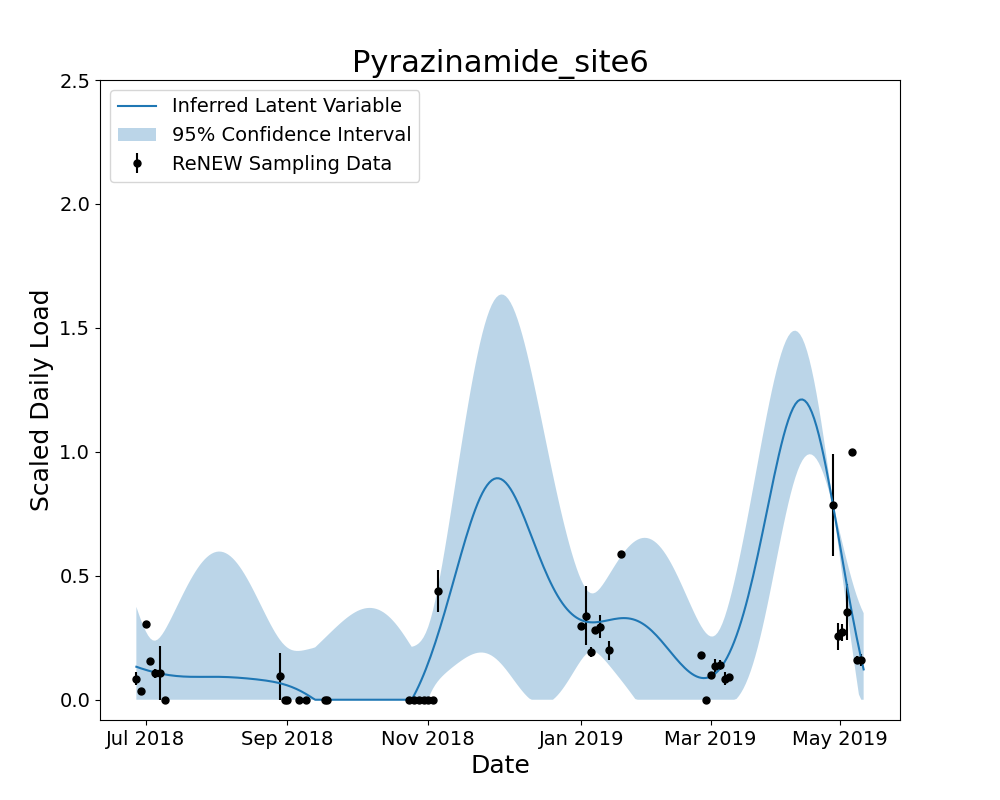 Pyrazinamide_site6
Inferred Latent Variable
95% Confidence Interval
ReNEW Sampling Data
Scaled Daily Load
2.5
2.0
1.5
1.0
0.5
0.0
Jul 2018 Sep 2018 Nov 2018 Jan 2019 Mar 2019 May 2019
Date